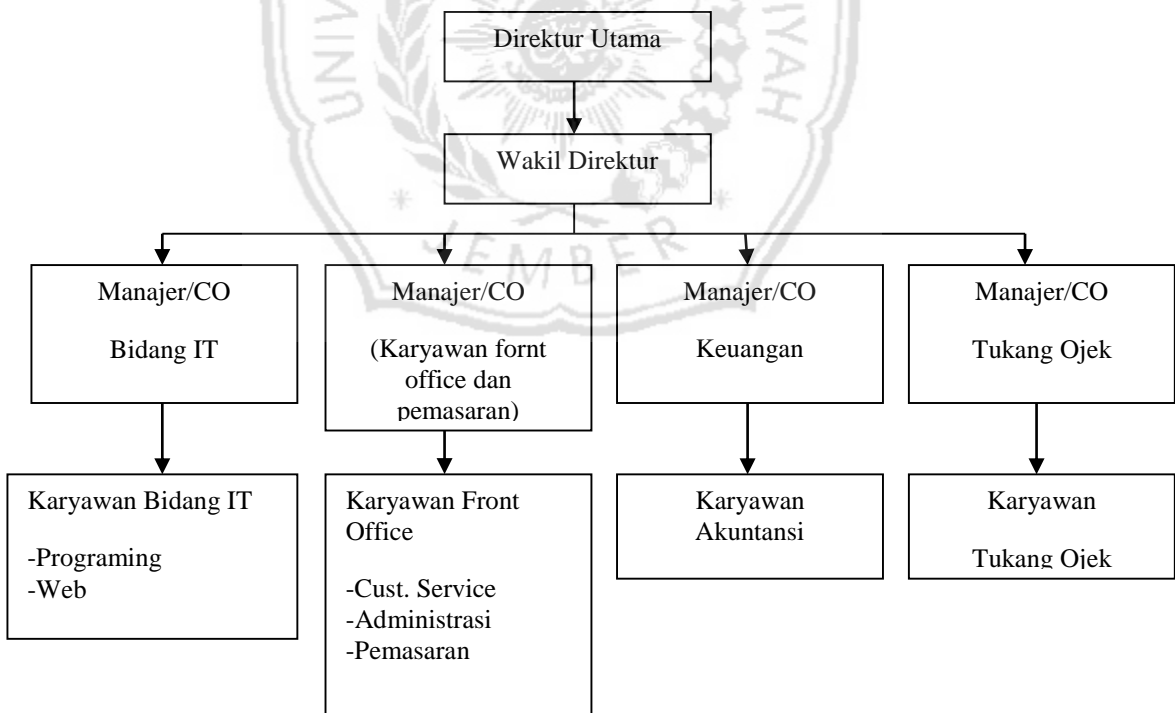 Direktur Utama
Wakil Direktur
Manajer/CO
Bidang IT
Manajer/CO
(Karyawan fornt
office dan
pemasaran)
Manajer/CO
Keuangan
Manajer/CO
Tukang Ojek
Karyawan Bidang IT
-Programing
-Web
Karyawan Front
Office
-Cust. Service
-Administrasi
-Pemasaran
Karyawan
Akuntansi
Karyawan
Tukang Ojek
JEMBER